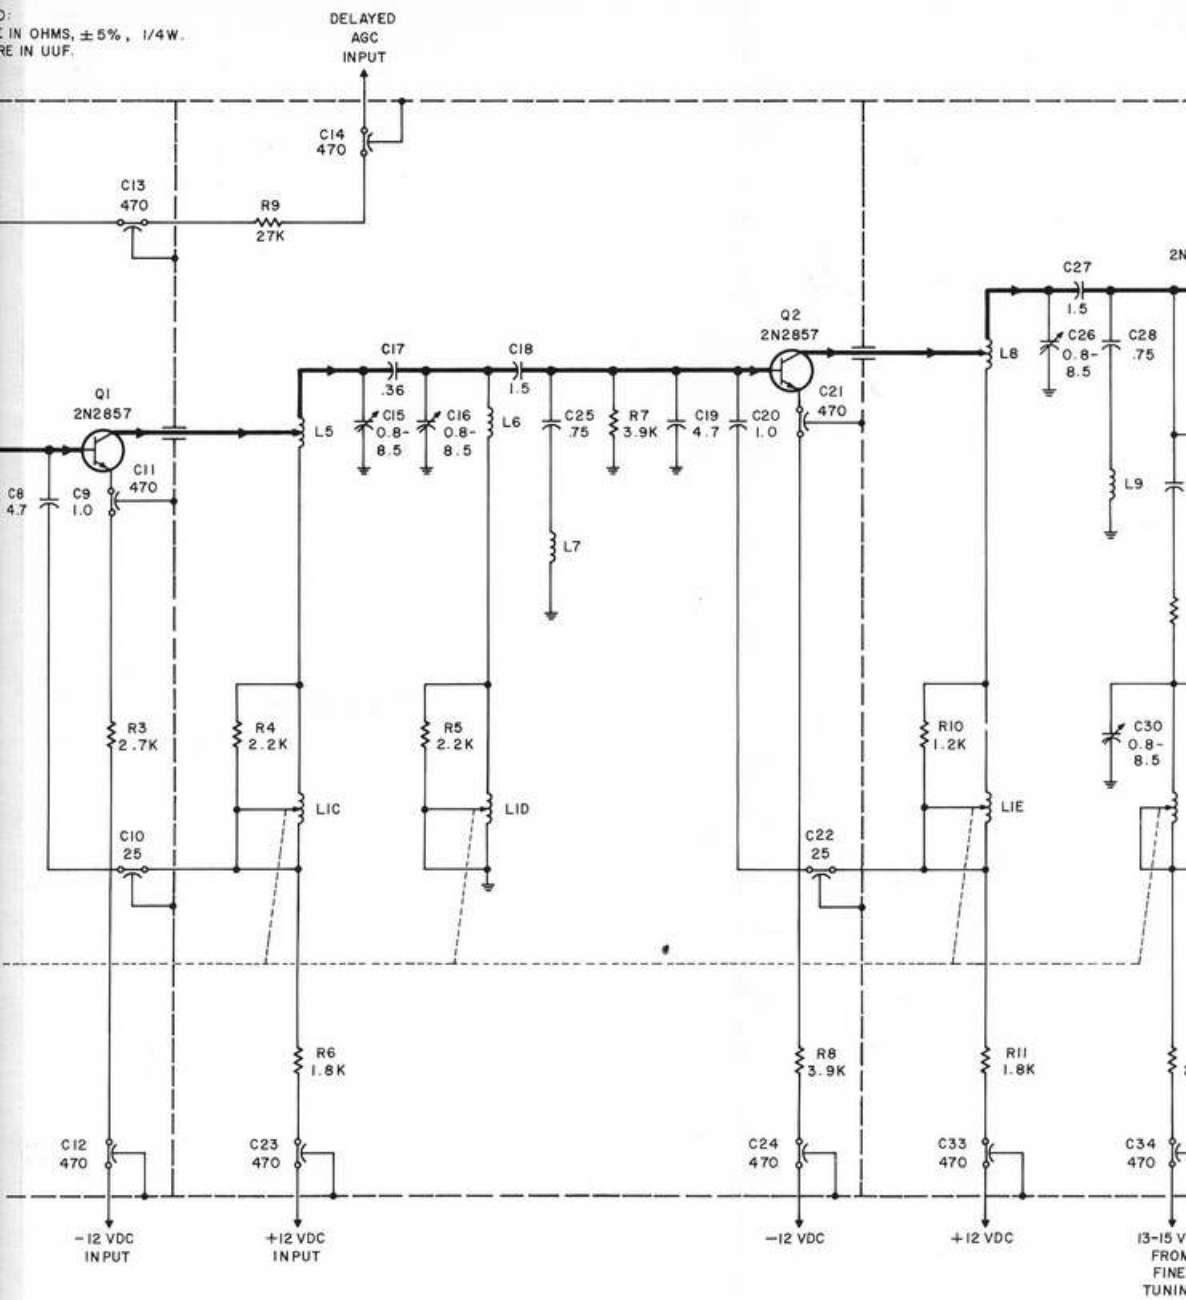 IN OHMS, ±5%, 1/4W.
RE IN UUF.
DELAYED
AGC
INPUT
C14
470
C13
470
R9
27K
C27
1.5
2N
C26
0.8-
8.5
C28
.75
L8
Q2
2N2857
C21
470
C17
.36
C18
1.5
C15
0.8-
8.5
C16
0.8-
8.5
L6
C25
.75
R7
3.9K
C19
4.7
C20
1.0
Q1
2N2857
L5
C11
470
C8
4.7
C9
1.0
L9
L7
R3
2.7K
R4
2.2K
R5
2.2K
R10
1.2K
C30
0.8-
8.5
L1C
L1D
L1E
C10
25
C22
25
R6
1.8K
R8
3.9K
R11
1.8K
C12
470
C23
470
C24
470
C33
470
C34
470
-12 VDC
INPUT
+12 VDC
INPUT
-12 VDC
+12 VDC
13-15 V
FROM
FINE
TUNIN